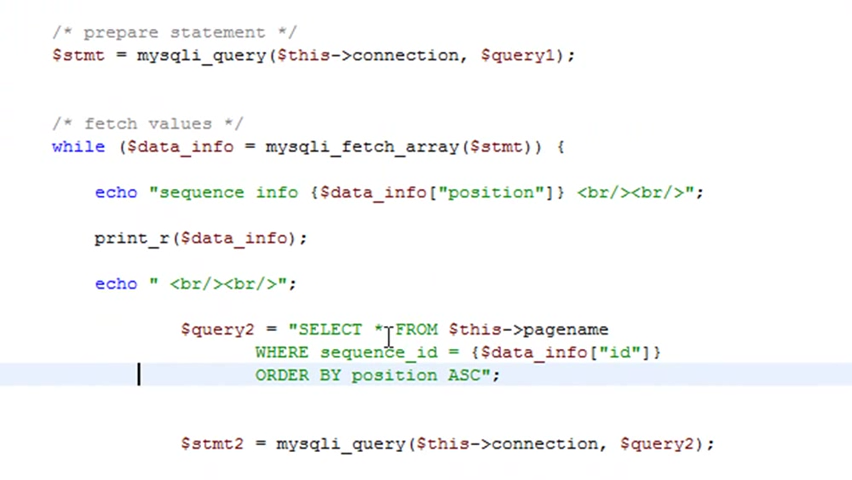 /* prepare statement */
$stmt = mysqli_query($this->connection, $query1);
/* fetch values */
while ($data_info = mysqli_fetch_array($stmt)) {
echo "sequence info {$data_info["position"]} <br/><br/>";
print_r($data_info);
echo " <br/><br/>";
$query2 = "SELECT * FROM $this->pagename
WHERE sequence_id = {$data_info["id"]}
ORDER BY position ASC";
$stmt2 = mysqli_query($this->connection, $query2);